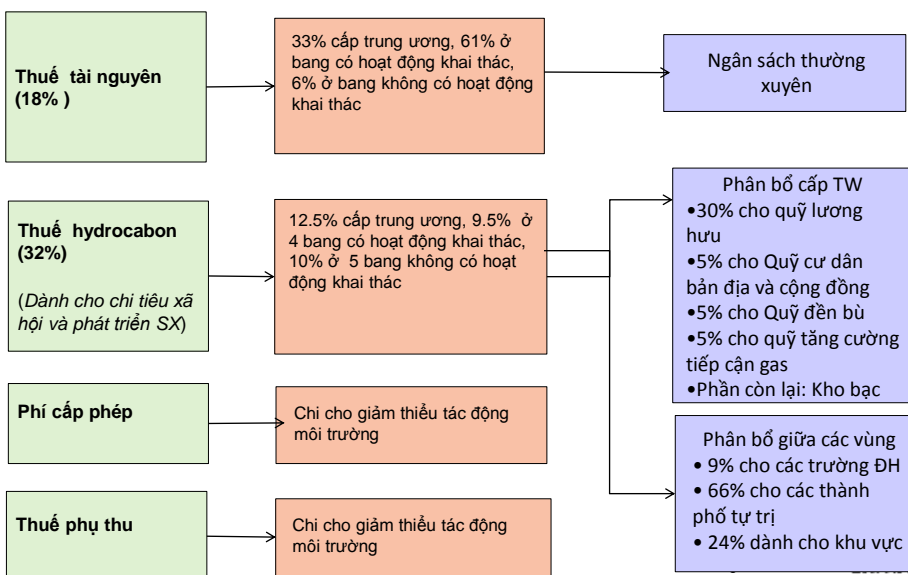 Thuế tài nguyên
(18% )
33% cấp trung ương, 61% ở
bang có hoạt động khai thác,
6% ở bang không có hoạt động
khai thác
Ngân sách thường
xuyên
Thuế hydrocabon
(32%)
(Dành cho chi tiêu xã
hội và phát triển SX)
12.5% cấp trung ương, 9.5% ở
4 bang có hoạt động khai thác,
10% ở 5 bang không có hoạt
động khai thác
Phân bổ cấp TW
•30% cho quỹ lương
hưu
•5% cho Quỹ cư dân
bản địa và cộng đồng
•5% cho Quỹ đền bù
•5% cho quỹ tăng cường
tiếp cận gas
•Phần còn lại: Kho bạc
Phí cấp phép
Chi cho giảm thiểu tác động
môi trường
Phân bổ giữa các vùng
• 9% cho các trường ĐH
• 66% cho các thành
phố tự trị
• 24% dành cho khu vực
Thuế phụ thu
Chi cho giảm thiểu tác động
môi trường